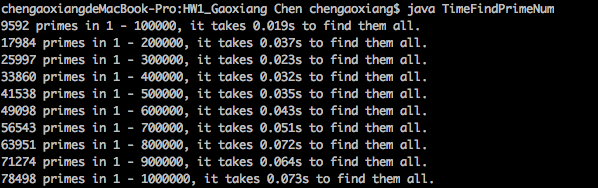 chengaoxiangdeMacBook-Pro:HW1_Gaoxiang Chen chengaoxiang$ java TimeFindPrimeNum
9592 primes in 1 - 100000, it takes 0.019s to find them all.
17984 primes in 1 - 200000, it takes 0.037s to find them all.
25997 primes in 1 - 300000, it takes 0.023s to find them all.
33860 primes in 1 - 400000, it takes 0.032s to find them all.
41538 primes in 1 - 500000, it takes 0.035s to find them all.
49098 primes in 1 - 600000, it takes 0.043s to find them all.
56543 primes in 1 - 700000, it takes 0.051s to find them all.
63951 primes in 1 - 800000, it takes 0.072s to find them all.
71274 primes in 1 - 900000, it takes 0.064s to find them all.
78498 primes in 1 - 1000000, it takes 0.073s to find them all.